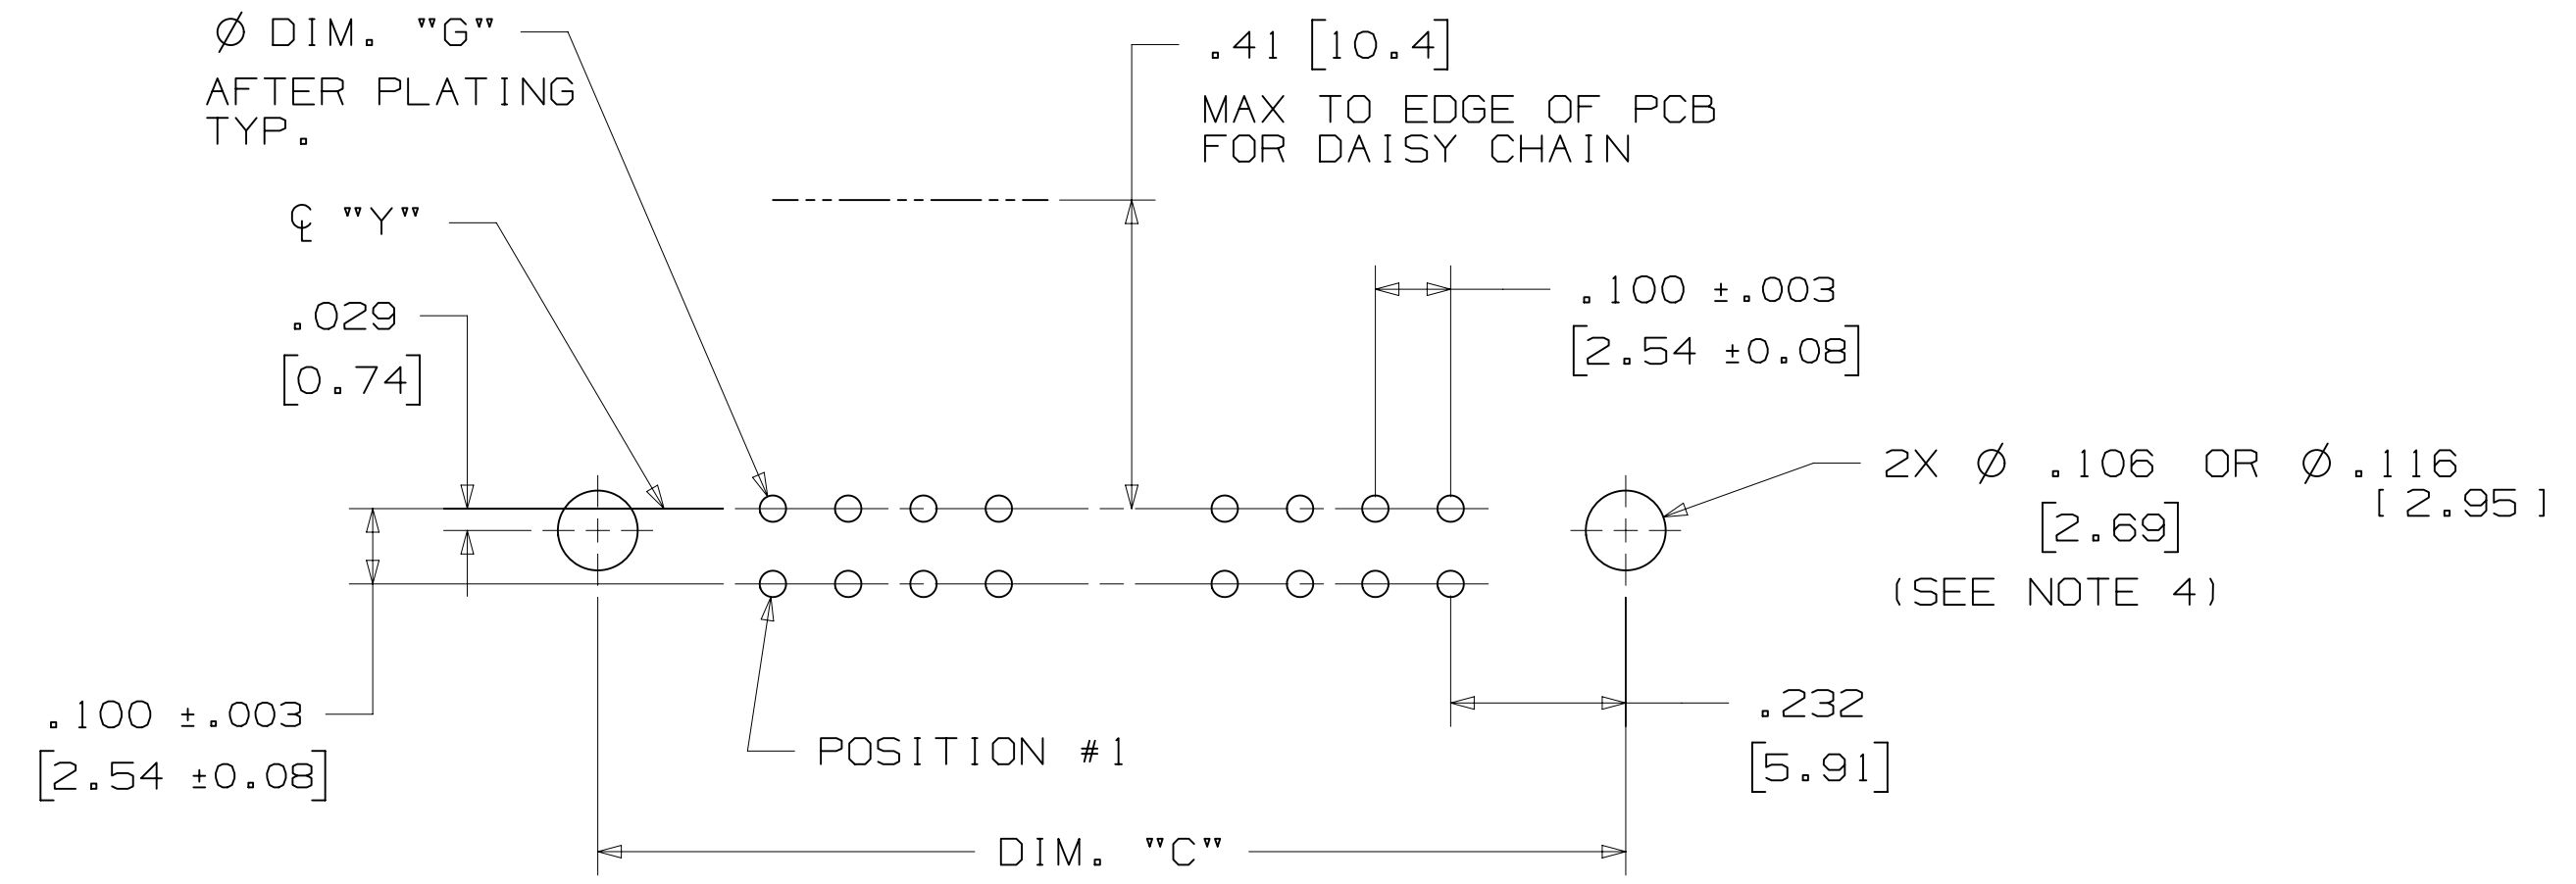 Ø DIM. "G"
AFTER PLATING
TYP.
.41 [10.4]
MAX TO EDGE OF PCB
FOR DAISY CHAIN
℄ "Y"
.029
[0.74]
.100 ±.003
[2.54 ±0.08]
2X Ø .106 OR Ø .116
[2.69] [2.95]
(SEE NOTE 4)
.100 ±.003
[2.54 ±0.08]
POSITION #1
.232
[5.91]
DIM. "C"